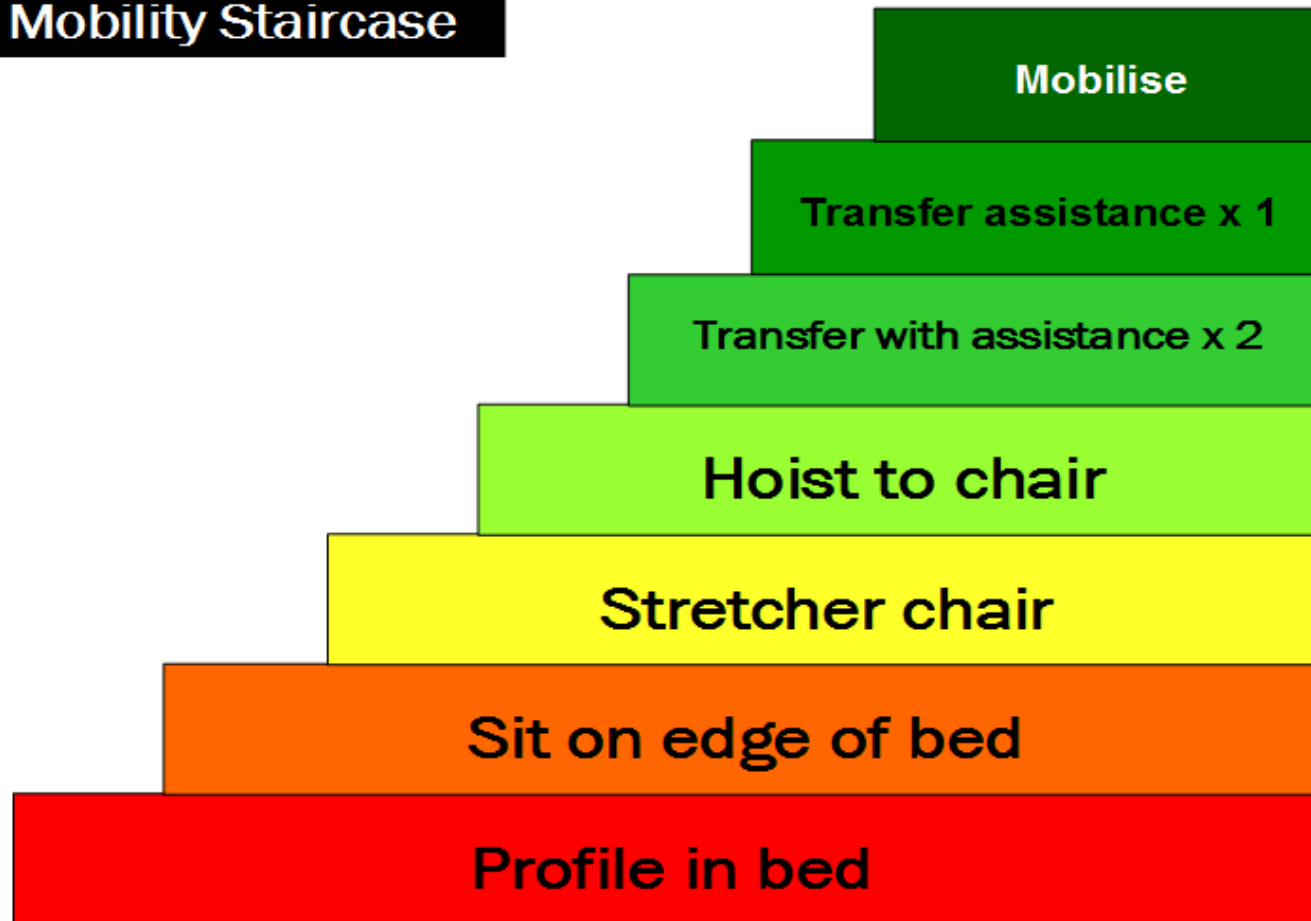 Mobility Staircase
Mobilise
Transfer assistance x 1
Transfer with assistance x 2
Hoist to chair
Stretcher chair
Sit on edge of bed
Profile in bed